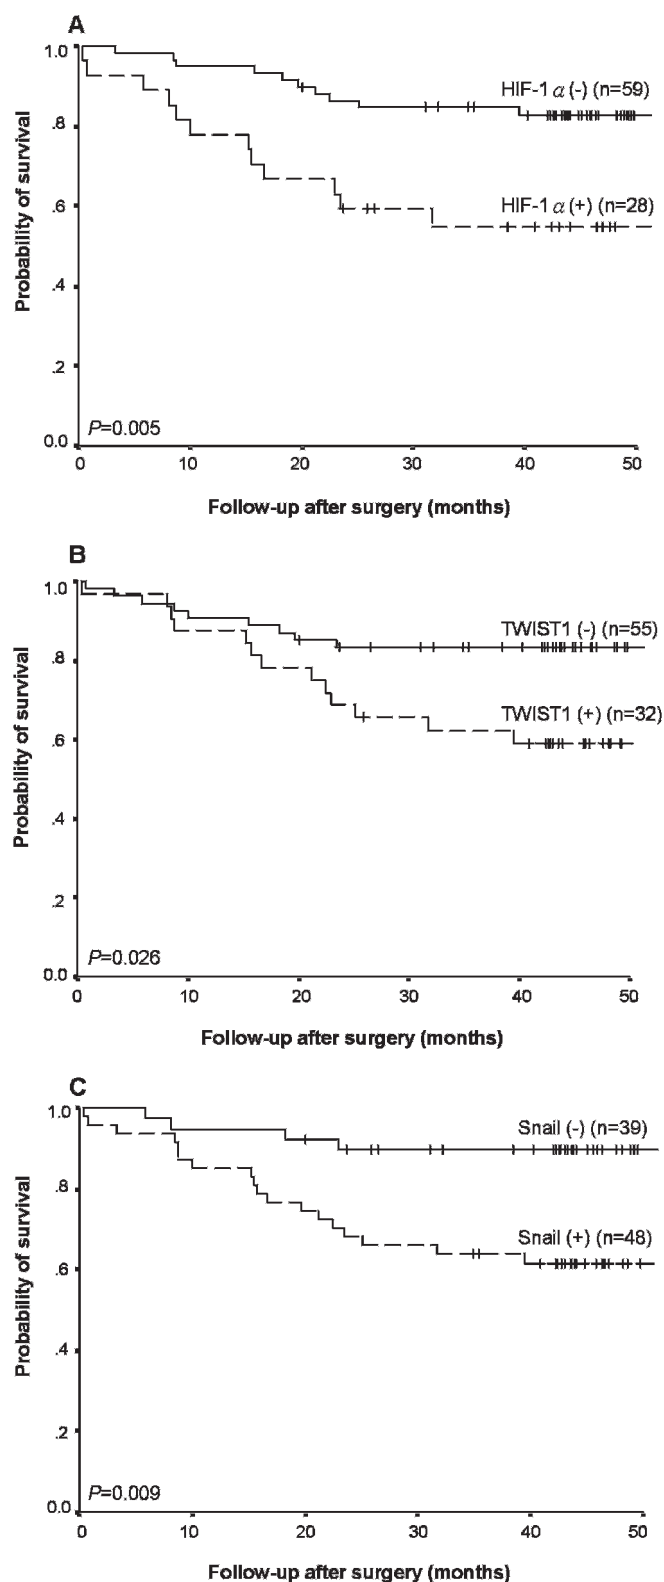 A
1.0
HIF-1 α (-) (n=59)
.8
Probability of survival
HIF-1 α (+) (n=28)
.6
.4
.2
P=0.005
0.0
0 10 20 30 40 50
Follow-up after surgery (months)
B
1.0
TWIST1 (-) (n=55)
.8
Probability of survival
TWIST1 (+) (n=32)
.6
.4
.2
P=0.026
0.0
0 10 20 30 40 50
Follow-up after surgery (months)
C
1.0
Snail (-) (n=39)
.8
Probability of survival
Snail (+) (n=48)
.6
.4
.2
P=0.009
0.0
0 10 20 30 40 50
Follow-up after surgery (months)